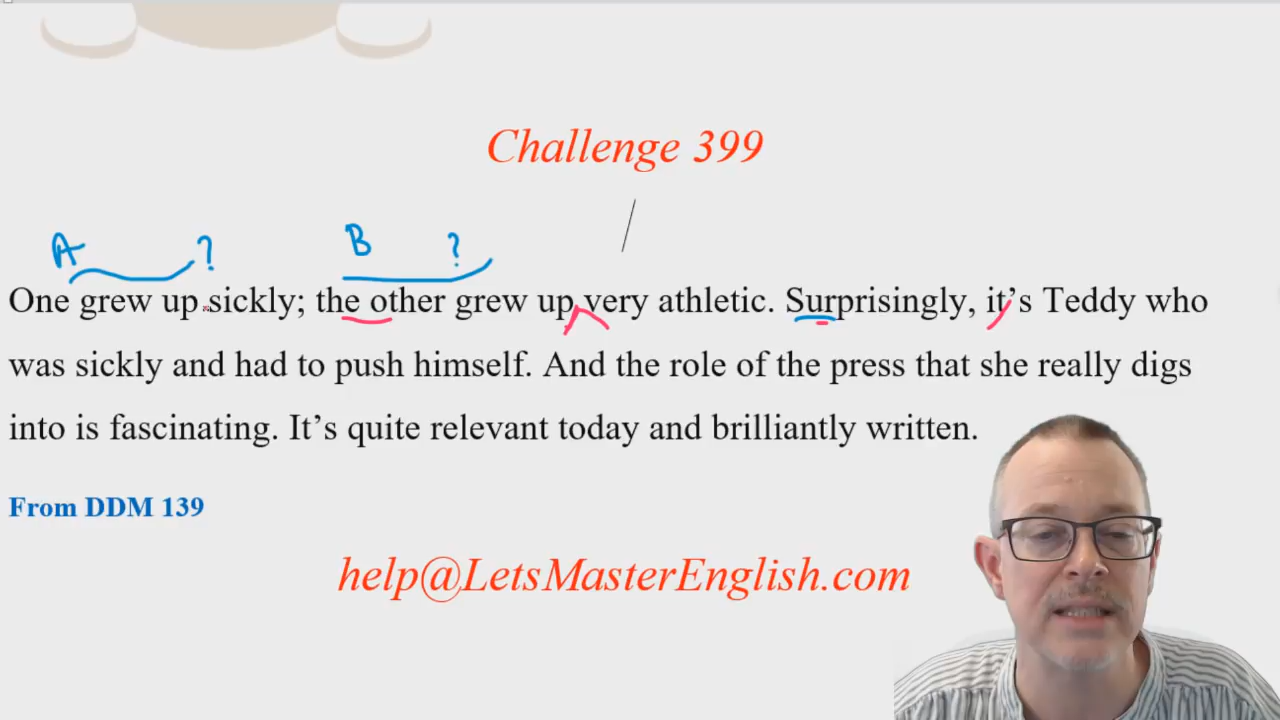 Challenge 399
A ? B ?
One grew up sickly; the other grew up very athletic. Surprisingly, it’s Teddy who
was sickly and had to push himself. And the role of the press that she really digs
into is fascinating. It’s quite relevant today and brilliantly written.
From DDM 139
help@LetsMasterEnglish.com